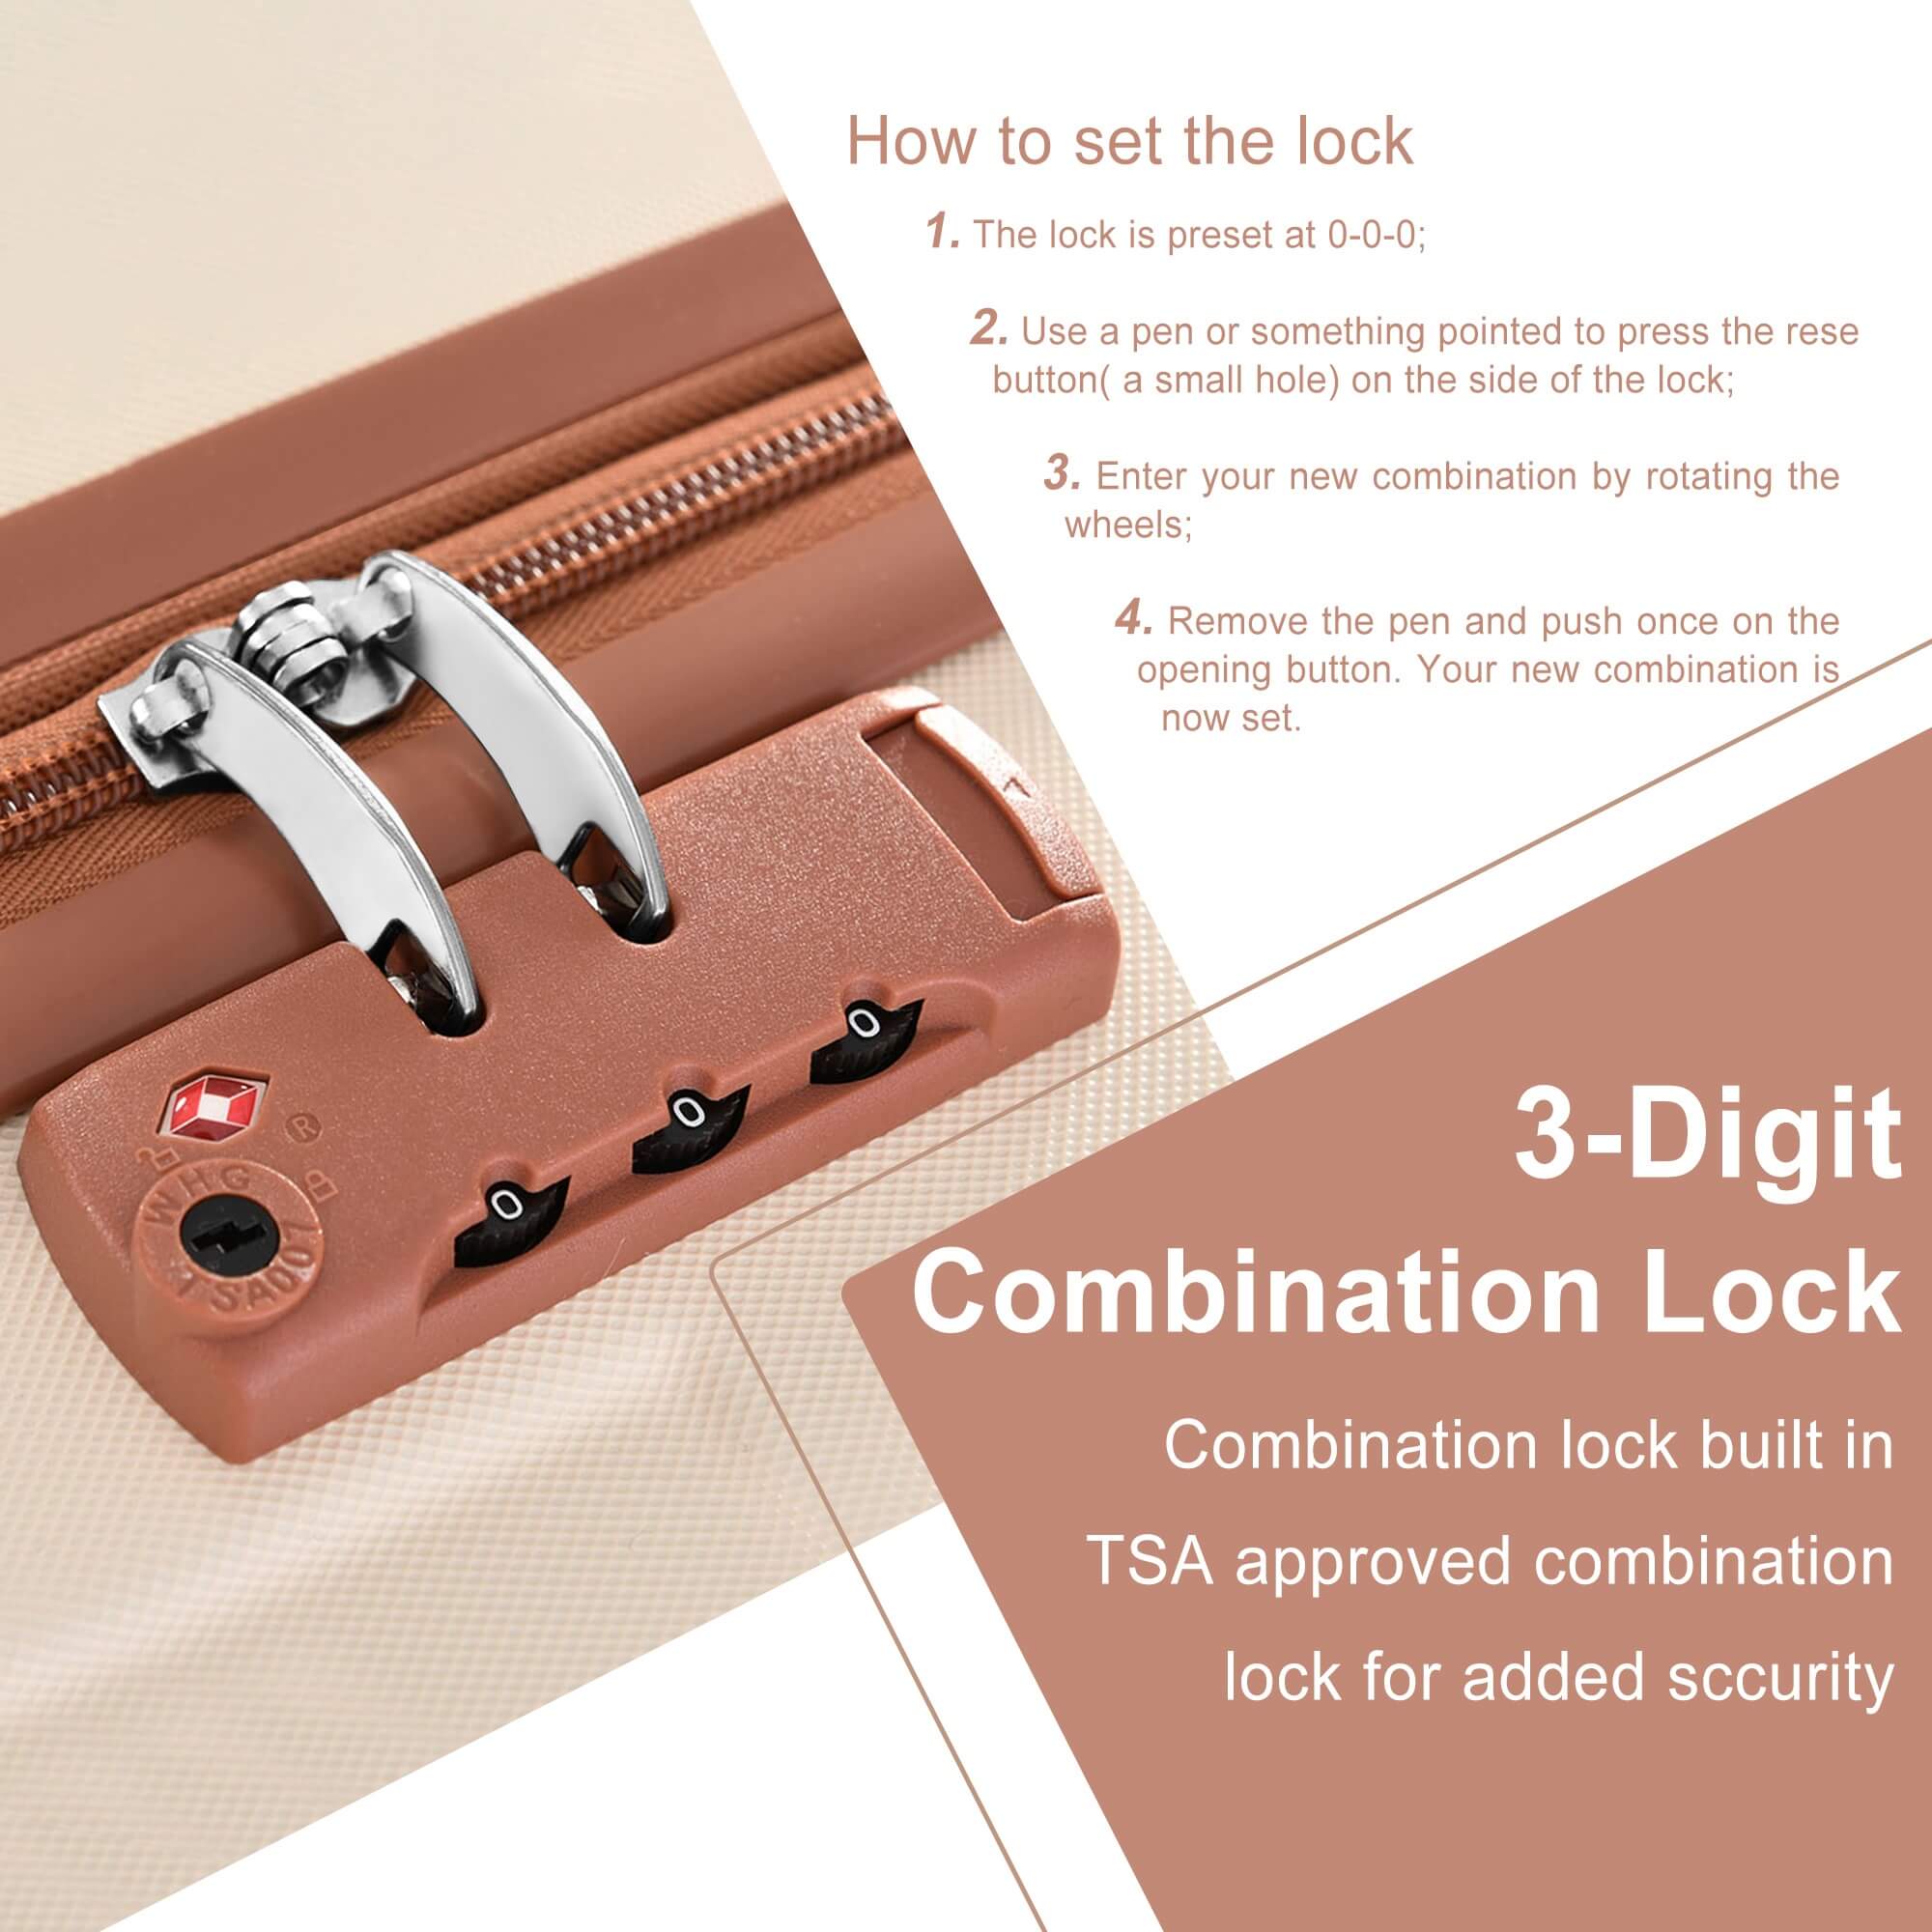 How to set the lock
1. The lock is preset at 0-0-0;
2. Use a pen or something pointed to press the rese
button( a small hole) on the side of the lock;
3. Enter your new combination by rotating the
wheels;
4. Remove the pen and push once on the
opening button. Your new combination is
now set.
0
0
0
®
WHG
TSA007
3-Digit
Combination Lock
Combination lock built in
TSA approved combination
lock for added sccurity